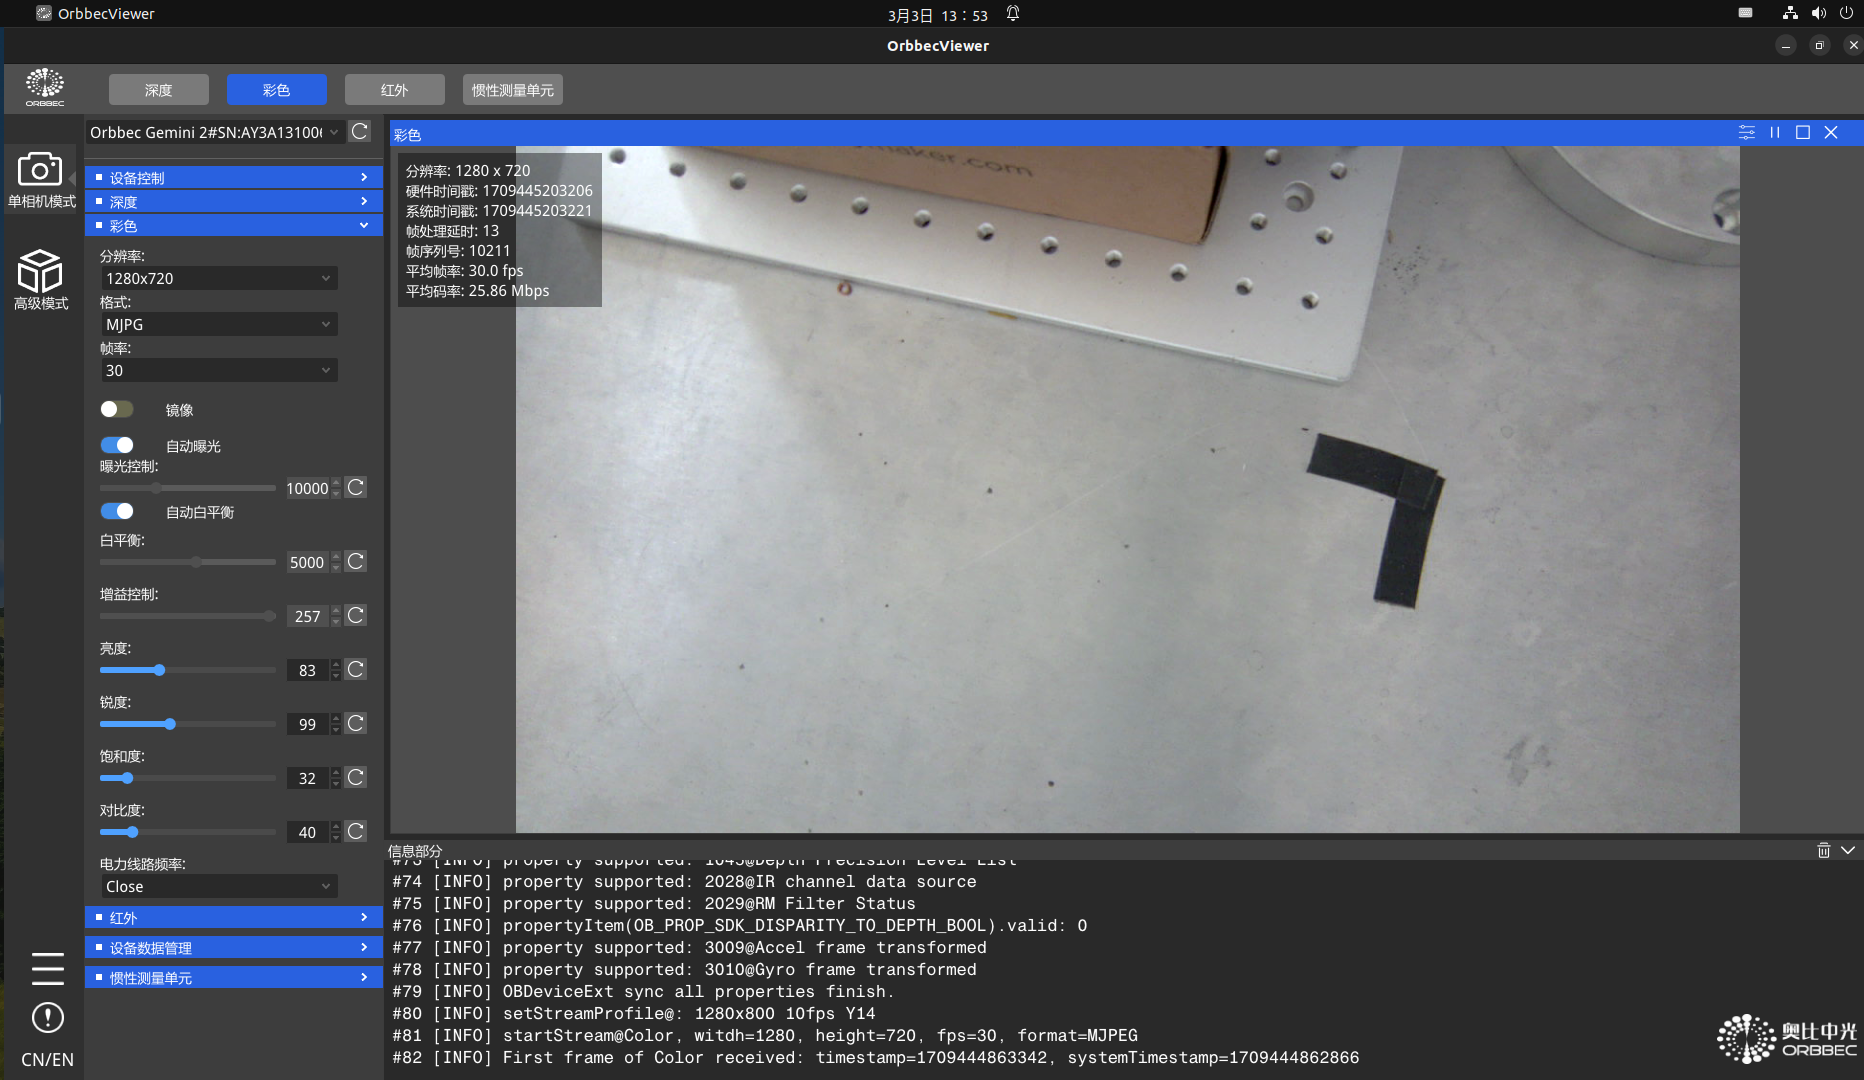 OrbbecViewer
3月3日 13：53
OrbbecViewer
ORBBEC
深度
彩色
红外
惯性测量单元
Orbbec Gemini 2#SN:AY3A13100
单相机模式
高级模式
CN/EN
设备控制
深度
彩色
分辨率:
1280x720
格式:
MJPG
帧率:
30
镜像
自动曝光
曝光控制:
10000
自动白平衡
白平衡:
5000
增益控制:
257
亮度:
83
锐度:
99
饱和度:
32
对比度:
40
电力线路频率:
Close
红外
设备数据管理
惯性测量单元
彩色
分辨率: 1280 x 720
硬件时间戳: 1709445203206
系统时间戳: 1709445203221
帧处理延时: 13
帧序列号: 10211
平均帧率: 30.0 fps
平均码率: 25.86 Mbps
maker.com
信息部分
#73 [INFO] property supported: 1045@Depth Precision Level List
#74 [INFO] property supported: 2028@IR channel data source
#75 [INFO] property supported: 2029@RM Filter Status
#76 [INFO] propertyItem(OB_PROP_SDK_DISPARITY_TO_DEPTH_BOOL).valid: 0
#77 [INFO] property supported: 3009@Accel frame transformed
#78 [INFO] property supported: 3010@Gyro frame transformed
#79 [INFO] OBDeviceExt sync all properties finish.
#80 [INFO] setStreamProfile@: 1280x800 10fps Y14
#81 [INFO] startStream@Color, witdh=1280, height=720, fps=30, format=MJPEG
#82 [INFO] First frame of Color received: timestamp=1709444863342, systemTimestamp=1709444862866
奥比中光
ORBBEC